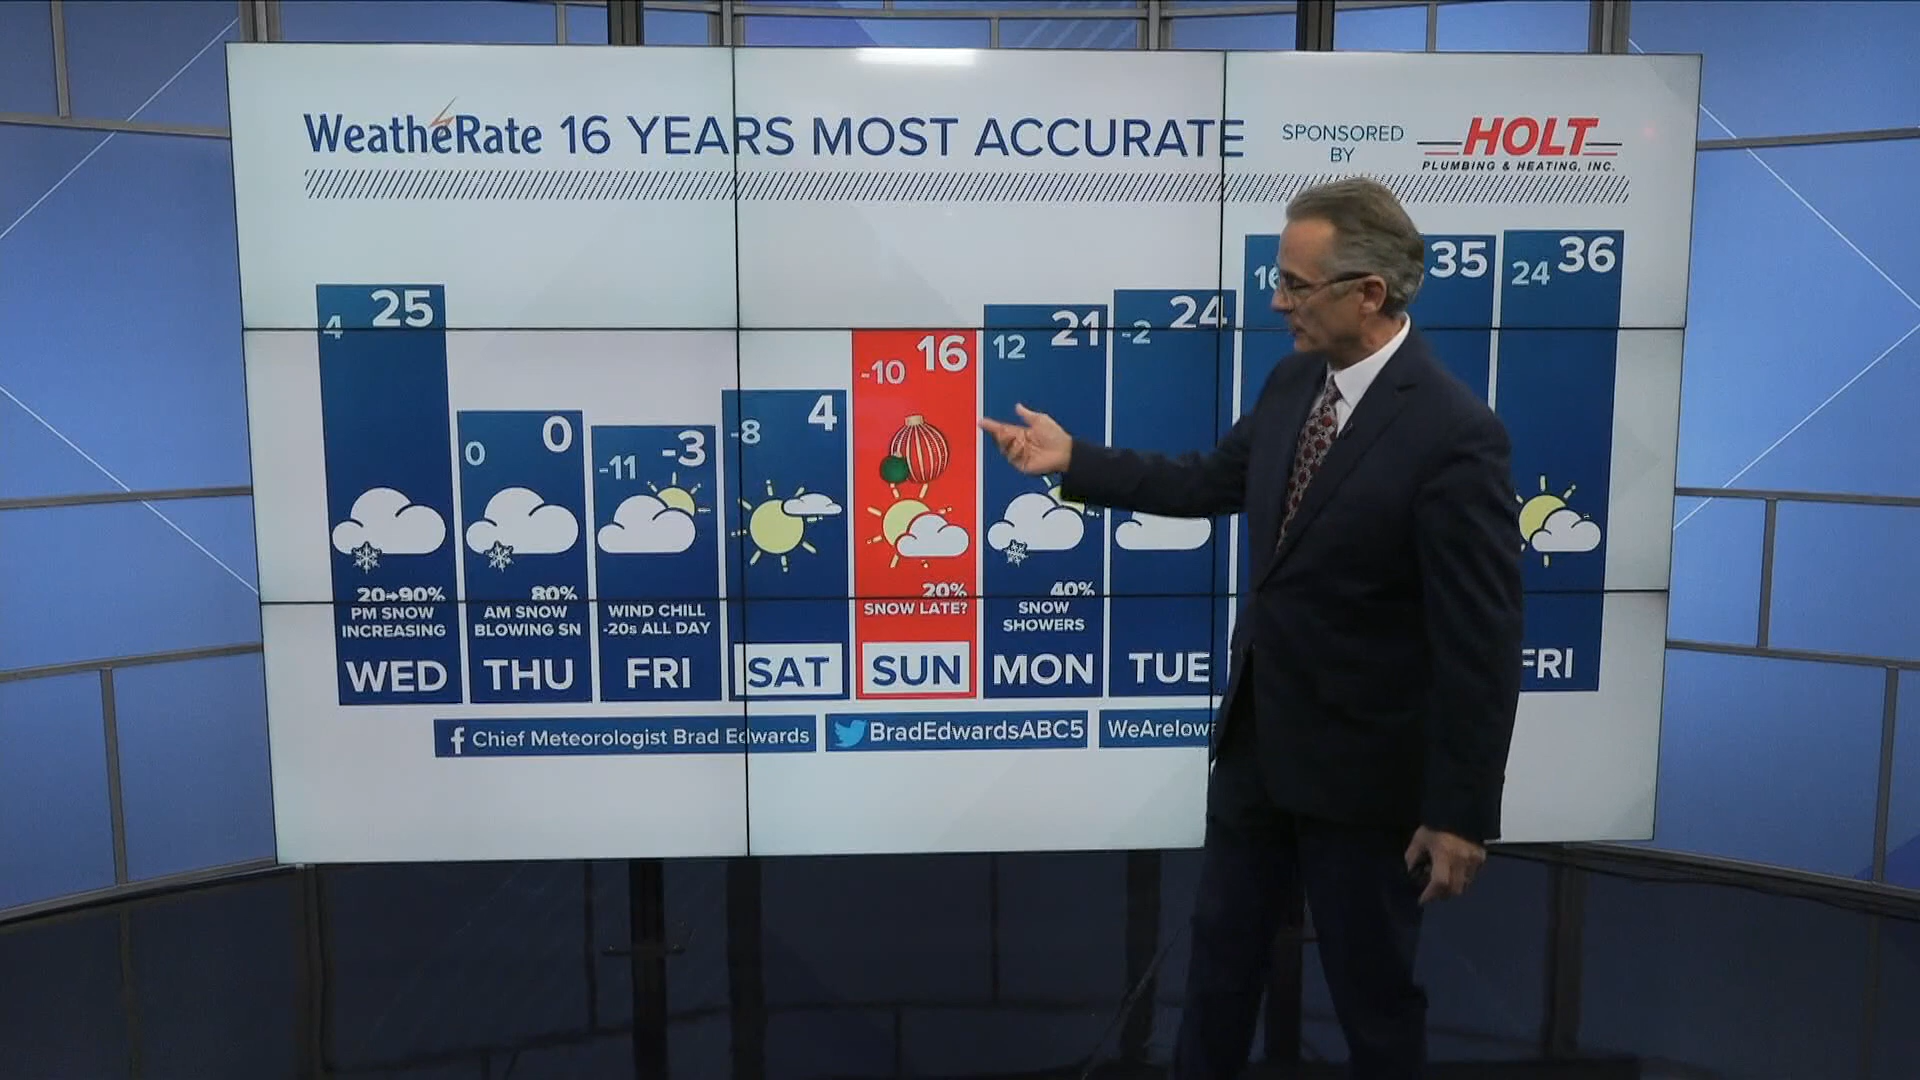 WeatheRate 16 YEARS MOST ACCURATE
SPONSORED
BY
HOLT
PLUMBING & HEATING, INC.
4 25
0 0
-11 -3
-8 4
-10 16
12 21
-2 24
35
24 36
20→90%
PM SNOW
INCREASING
80%
AM SNOW
BLOWING SN
WIND CHILL
-20s ALL DAY
20%
SNOW LATE?
40%
SNOW
SHOWERS
WED THU FRI SAT SUN MON TUE FRI
f Chief Meteorologist Brad Edwards
BradEdwardsABC5